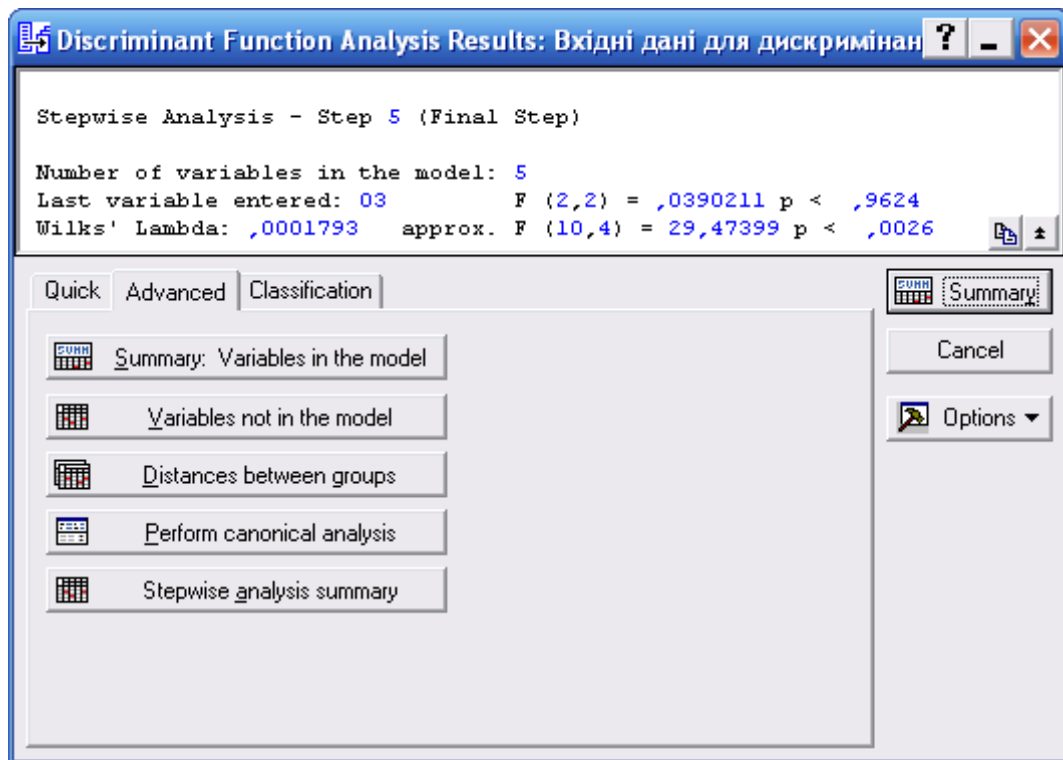 Discriminant Function Analysis Results: Вхідні дані для дискримінан
Stepwise Analysis - Step 5 (Final Step)
Number of variables in the model: 5
Last variable entered: O3 F (2,2) = ,0390211 p < ,9624
Wilks' Lambda: ,0001793 approx. F (10,4) = 29,47399 p < ,0026
Quick Advanced Classification
Summary: Variables in the model
Variables not in the model
Distances between groups
Perform canonical analysis
Stepwise analysis summary
Summary
Cancel
Options